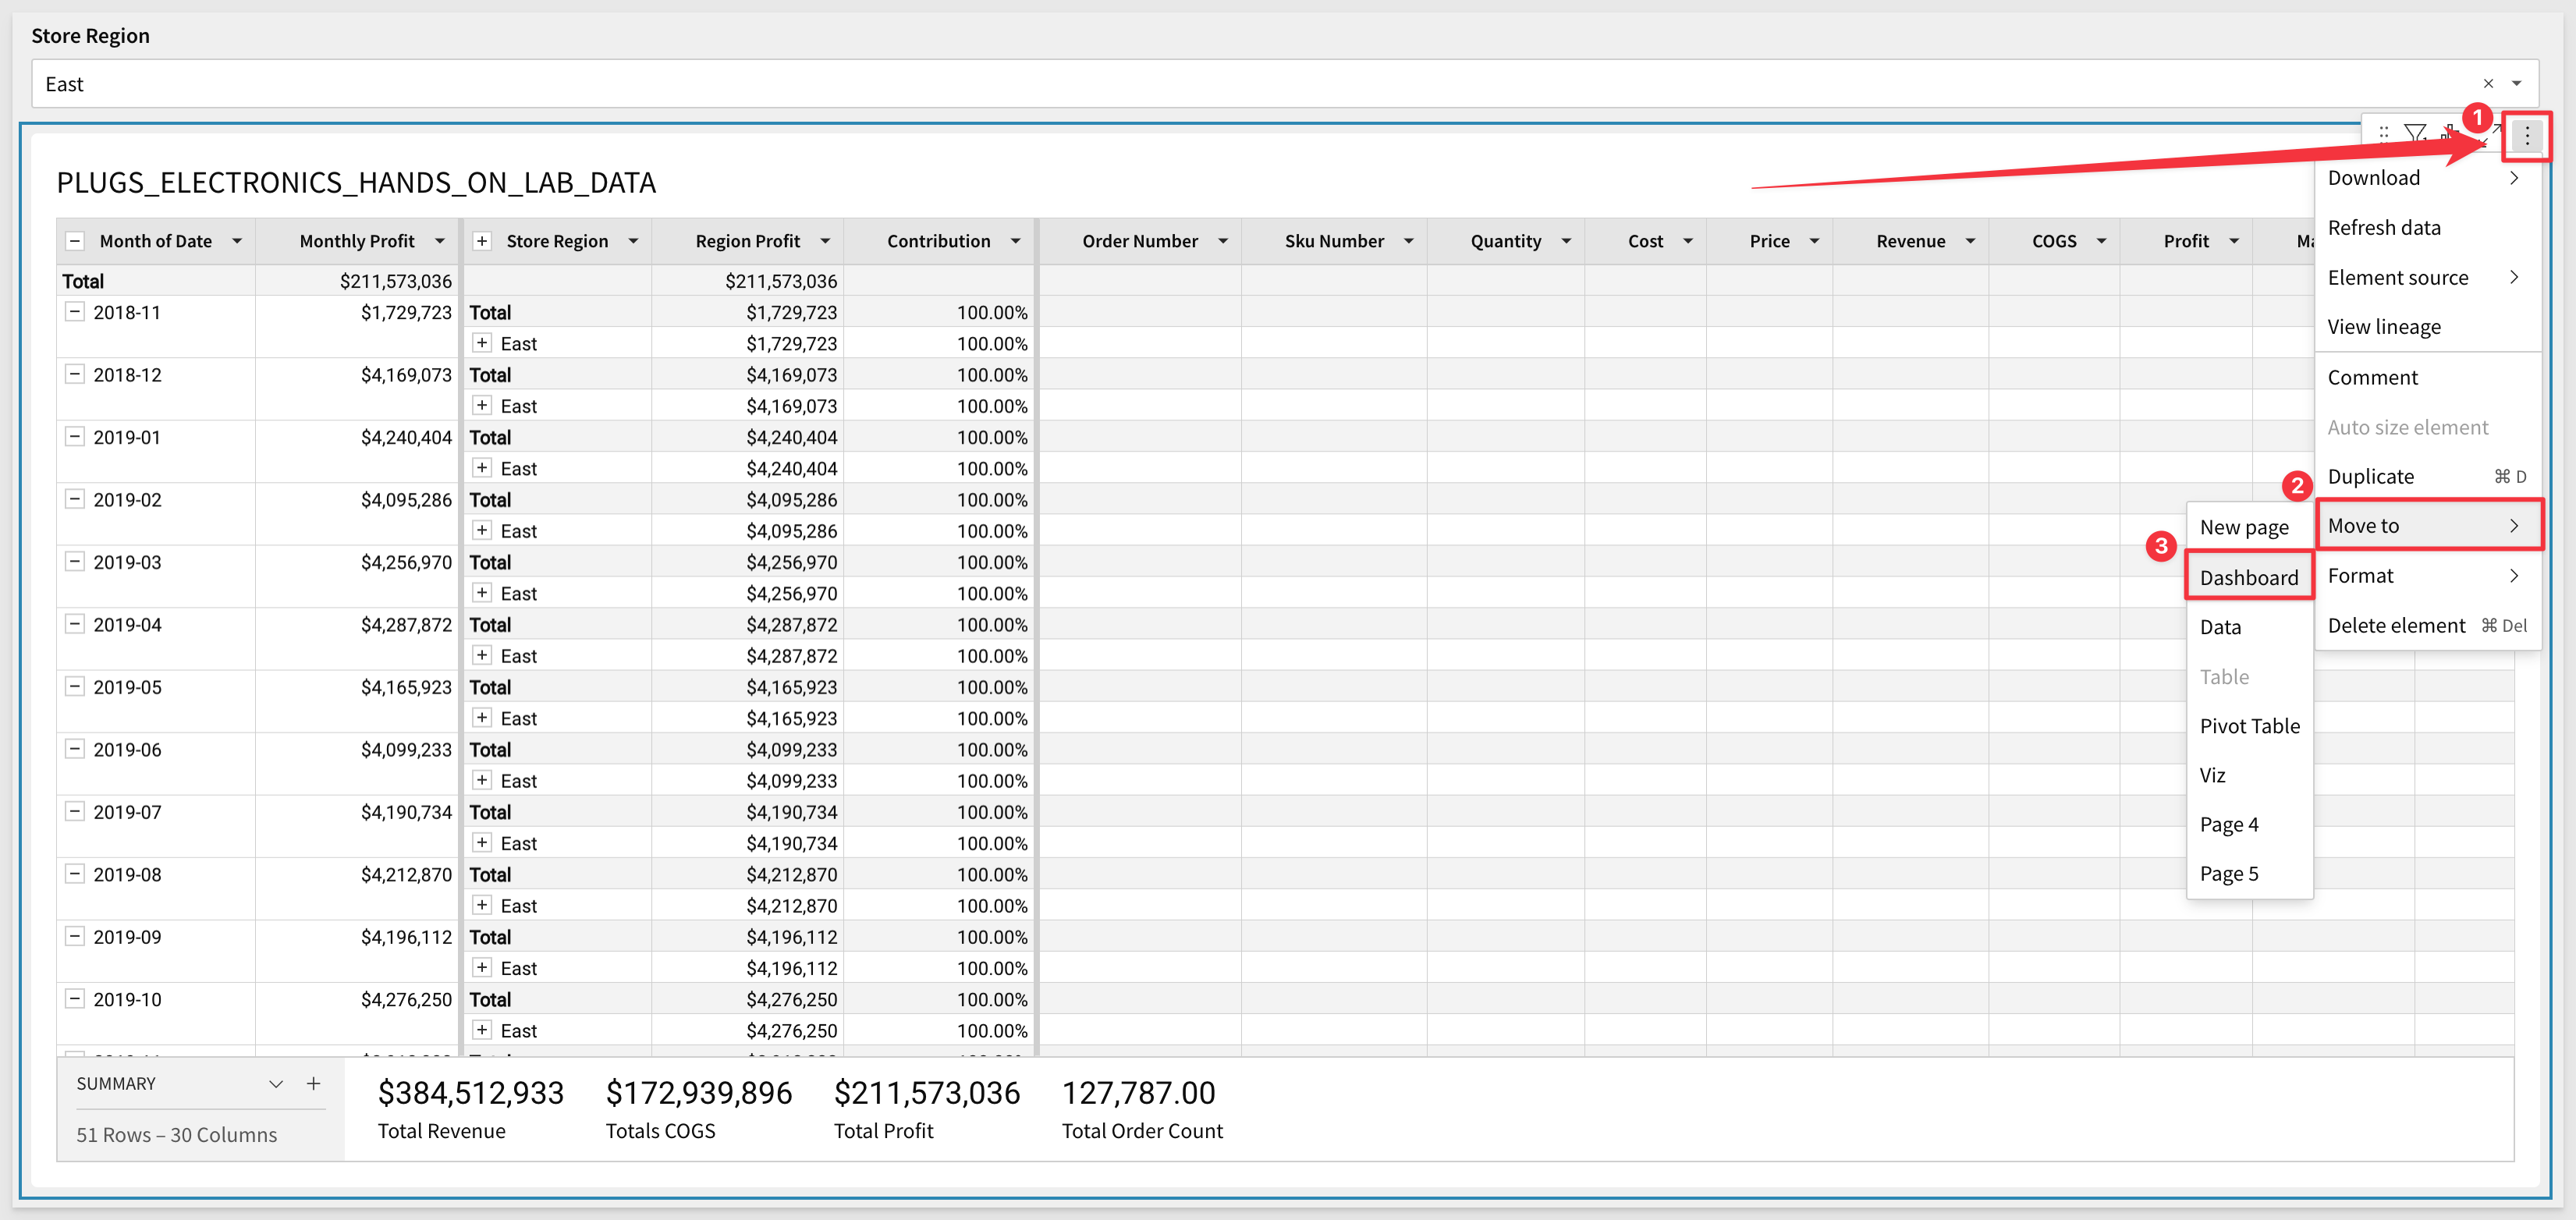 Store Region
East
1
PLUGS_ELECTRONICS_HANDS_ON_LAB_DATA
Month of Date Monthly Profit Store Region Region Profit Contribution Order Number Sku Number Quantity Cost Price Revenue COGS Profit
Total $211,573,036 $211,573,036
2018-11 $1,729,723 Total $1,729,723 100.00%
East $1,729,723 100.00%
2018-12 $4,169,073 Total $4,169,073 100.00%
East $4,169,073 100.00%
2019-01 $4,240,404 Total $4,240,404 100.00%
East $4,240,404 100.00%
2019-02 $4,095,286 Total $4,095,286 100.00%
East $4,095,286 100.00%
2019-03 $4,256,970 Total $4,256,970 100.00%
East $4,256,970 100.00%
2019-04 $4,287,872 Total $4,287,872 100.00%
East $4,287,872 100.00%
2019-05 $4,165,923 Total $4,165,923 100.00%
East $4,165,923 100.00%
2019-06 $4,099,233 Total $4,099,233 100.00%
East $4,099,233 100.00%
2019-07 $4,190,734 Total $4,190,734 100.00%
East $4,190,734 100.00%
2019-08 $4,212,870 Total $4,212,870 100.00%
East $4,212,870 100.00%
2019-09 $4,196,112 Total $4,196,112 100.00%
East $4,196,112 100.00%
2019-10 $4,276,250 Total $4,276,250 100.00%
East $4,276,250 100.00%
Download
Refresh data
Element source
View lineage
Comment
Auto size element
Duplicate ⌘ D
2
Move to
Format
Delete element ⌘ Del
New page
3
Dashboard
Data
Table
Pivot Table
Viz
Page 4
Page 5
SUMMARY
51 Rows – 30 Columns
$384,512,933 $172,939,896 $211,573,036 127,787.00
Total Revenue Totals COGS Total Profit Total Order Count